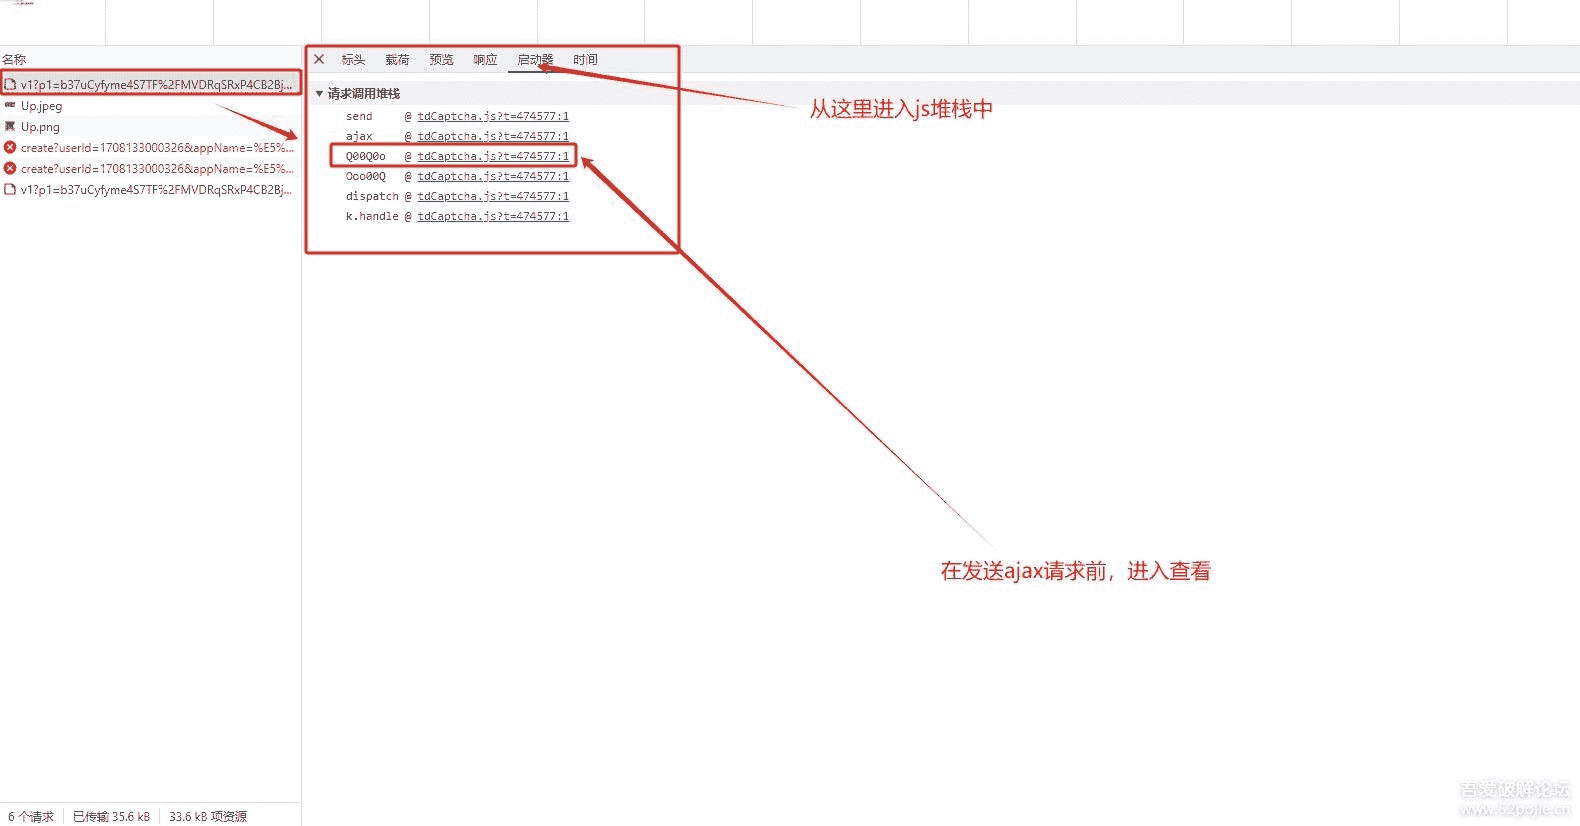 名称
v1?p1=b37uCyfyme4S7TF%2FMVDRqSRxP4CB2Bj...
Up.jpeg
Up.png
create?userId=1708133000326&appName=%E5%...
create?userId=1708133000326&appName=%E5%...
v1?p1=b37uCyfyme4S7TF%2FMVDRqSRxP4CB2Bj...
标头 载荷 预览 响应 启动器 时间
请求调用堆栈
send @ tdCaptcha.js?t=474577:1
ajax @ tdCaptcha.js?t=474577:1
Q00Q0o @ tdCaptcha.js?t=474577:1
Ooo00Q @ tdCaptcha.js?t=474577:1
dispatch @ tdCaptcha.js?t=474577:1
k.handle @ tdCaptcha.js?t=474577:1
从这里进入js堆栈中
在发送ajax请求前，进入查看
6 个请求 已传输 35.6 kB 33.6 kB 项资源
吾爱破解论坛
www.52pojie.cn